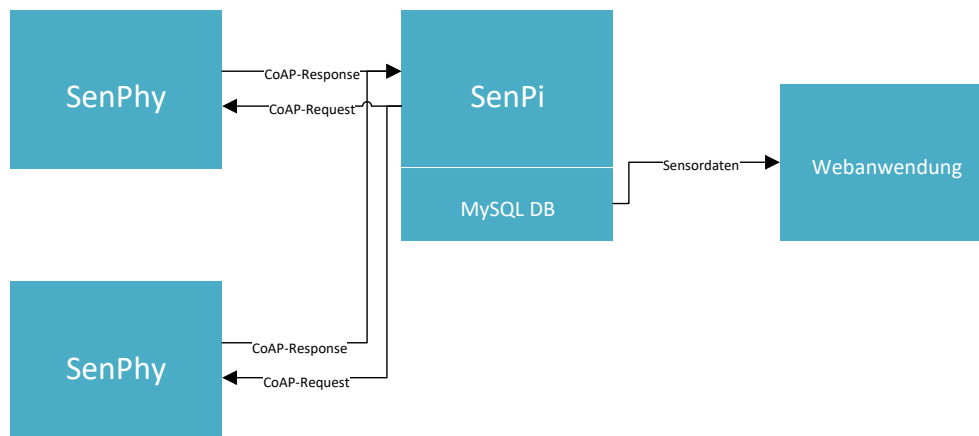 SenPhy
CoAP-Response
CoAP-Request
SenPi
MySQL DB
Sensordaten
Webanwendung
SenPhy
CoAP-Response
CoAP-Request